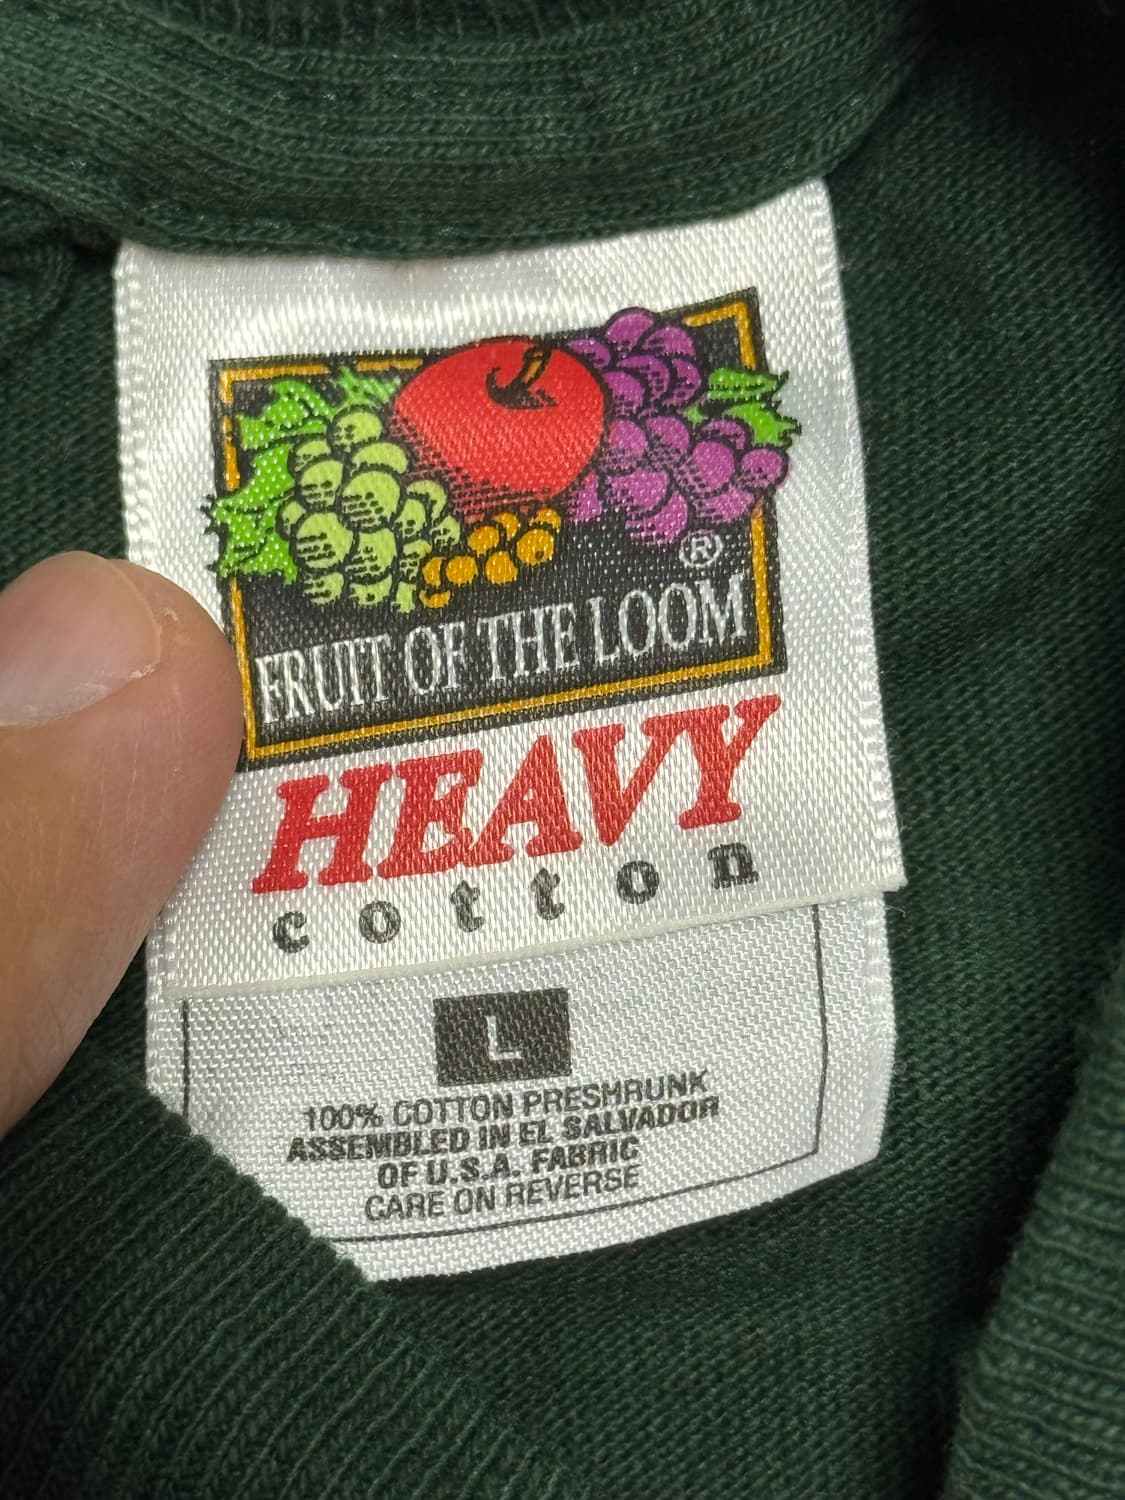 ®
FRUIT OF THE LOOM
HEAVY
cotton
L
100% COTTON PRESHRUNK
ASSEMBLED IN EL SALVADOR
OF U.S.A. FABRIC
CARE ON REVERSE